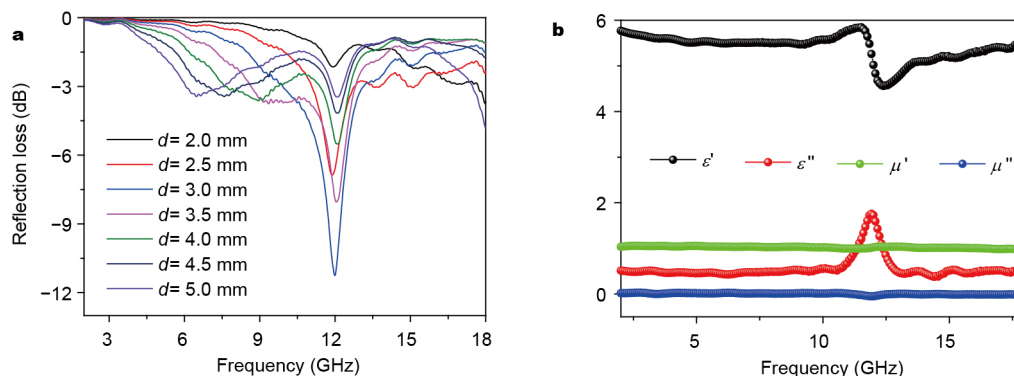 a
Reflection loss (dB)
0
−3
−6
−9
−12
d= 2.0 mm
d= 2.5 mm
d= 3.0 mm
d= 3.5 mm
d= 4.0 mm
d= 4.5 mm
d= 5.0 mm
3 6 9 12 15 18
Frequency (GHz)
b
6
4
2
0
ε' ε'' μ' μ''
5 10 15
Frequency (GHz)